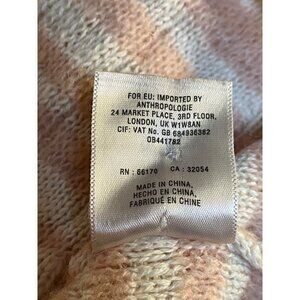 FOR EU: IMPORTED BY
ANTHROPOLOGIE
24 MARKET PLACE, 3RD FLOOR,
LONDON, UK W1W8AN
CIF: VAT No. GB 684936382
OB441782
RN : 66170 CA : 32054
MADE IN CHINA,
HECHO EN CHINA,
FABRIQUÉ EN CHINE